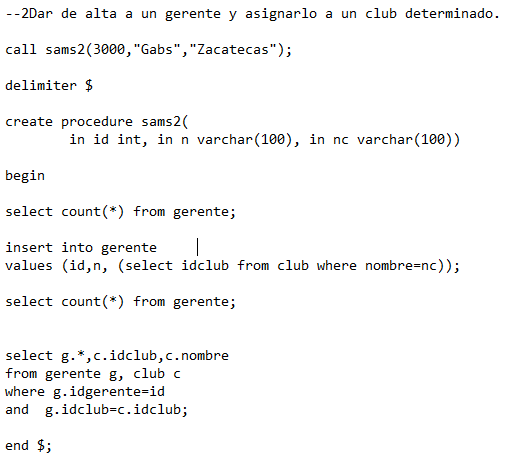 --2Dar de alta a un gerente y asignarlo a un club determinado.
call sams2(3000,"Gabs","Zacatecas");
delimiter $
create procedure sams2(
in id int, in n varchar(100), in nc varchar(100))
begin
select count(*) from gerente;
insert into gerente
values (id,n, (select idclub from club where nombre=nc));
select count(*) from gerente;
select g.*,c.idclub,c.nombre
from gerente g, club c
where g.idgerente=id
and  g.idclub=c.idclub;
end $;